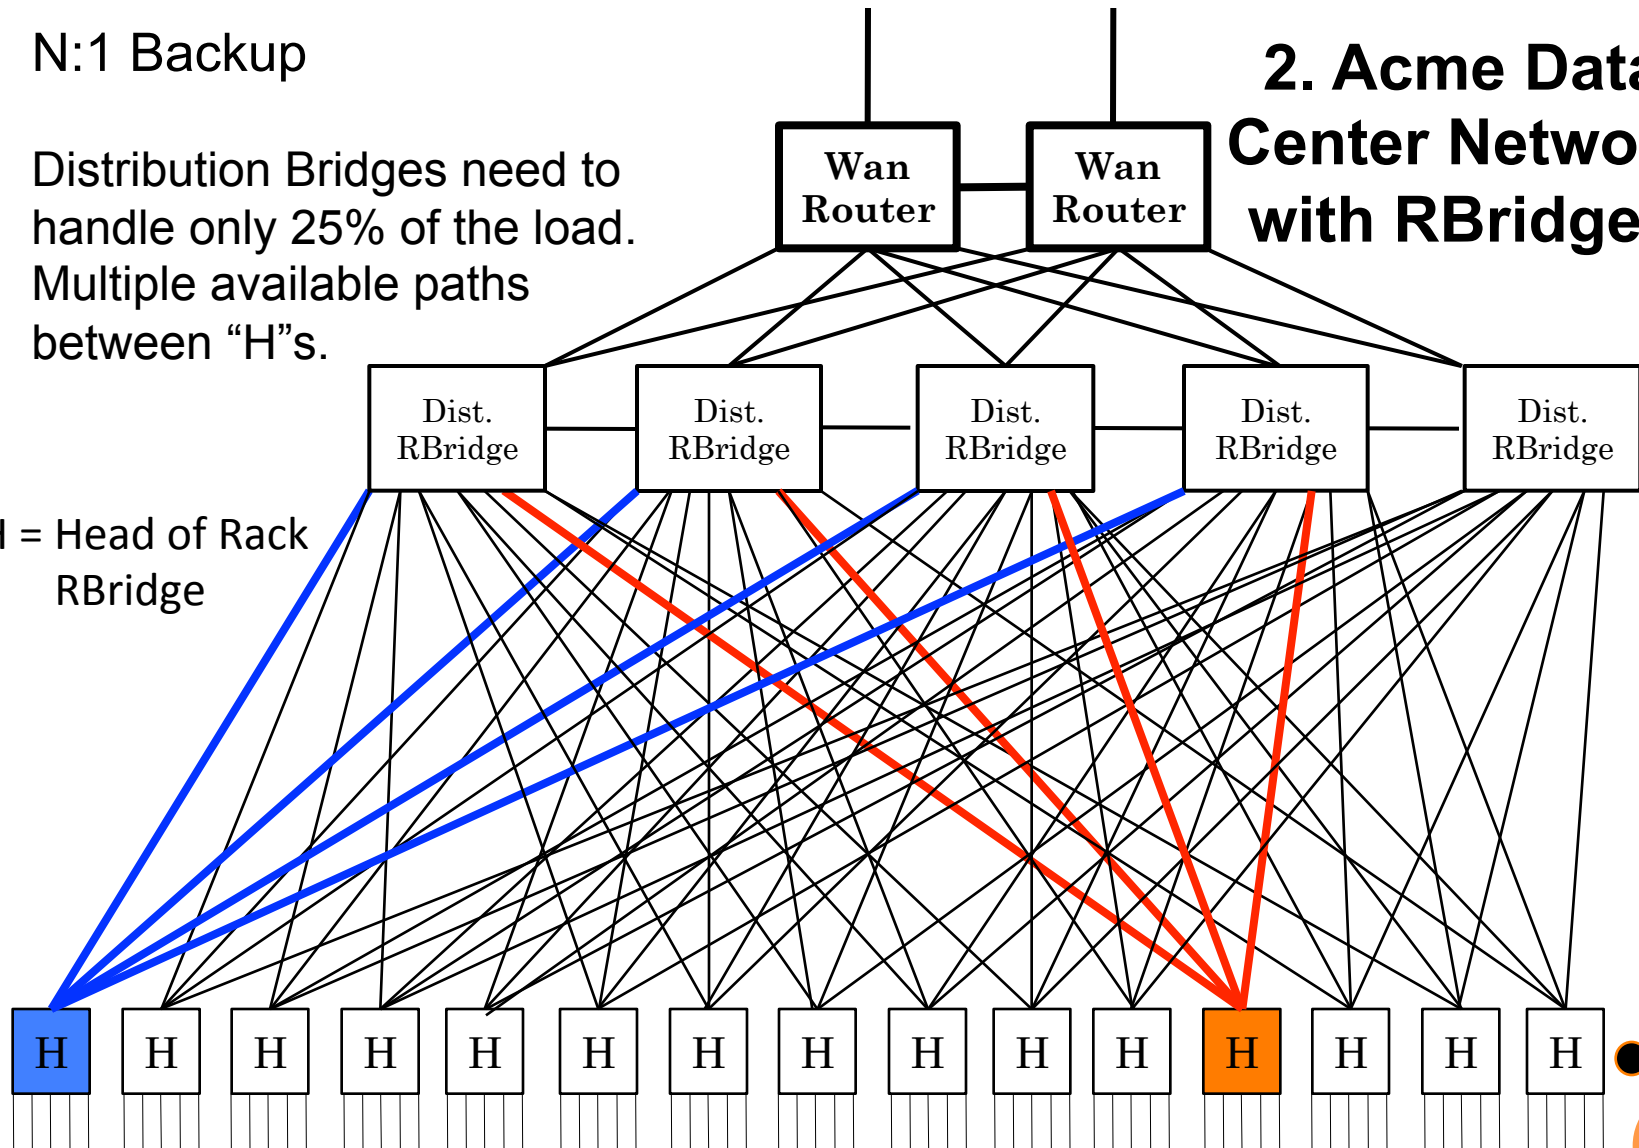 N:1 Backup
2. Acme Data
Center Netwo
with RBridge
Distribution Bridges need to
handle only 25% of the load.
Multiple available paths
between “H”s.
Wan
Router
Wan
Router
Dist.
RBridge
Dist.
RBridge
Dist.
RBridge
Dist.
RBridge
Dist.
RBridge
H = Head of Rack
RBridge
H H H H H H H H H H H H H H H